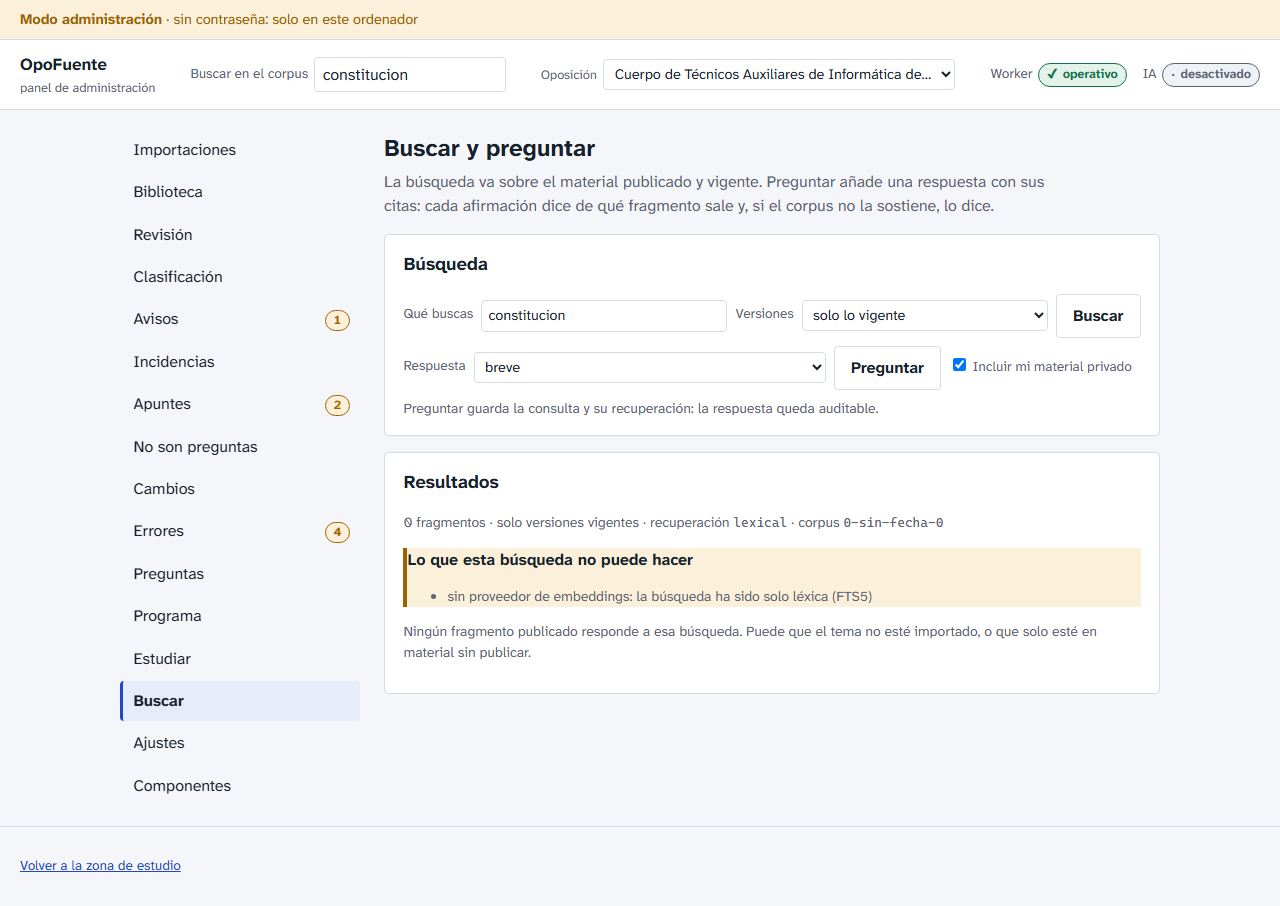 Modo administración · sin contraseña: solo en este ordenador
OpoFuente
panel de administración
Buscar en el corpus
constitucion
Oposición
Cuerpo de Técnicos Auxiliares de Informática de...
Worker
✓ operativo
IA
· desactivado
Importaciones
Biblioteca
Revisión
Clasificación
Avisos 1
Incidencias
Apuntes 2
No son preguntas
Cambios
Errores 4
Preguntas
Programa
Estudiar
Buscar
Ajustes
Componentes
Buscar y preguntar
La búsqueda va sobre el material publicado y vigente. Preguntar añade una respuesta con sus
citas: cada afirmación dice de qué fragmento sale y, si el corpus no la sostiene, lo dice.
Búsqueda
Qué buscas constitucion Versiones solo lo vigente Buscar
Respuesta breve Preguntar Incluir mi material privado
Preguntar guarda la consulta y su recuperación: la respuesta queda auditable.
Resultados
0 fragmentos · solo versiones vigentes · recuperación lexical · corpus 0-sin-fecha-0
Lo que esta búsqueda no puede hacer
• sin proveedor de embeddings: la búsqueda ha sido solo léxica (FTS5)
Ningún fragmento publicado responde a esa búsqueda. Puede que el tema no esté importado, o que solo esté en
material sin publicar.
Volver a la zona de estudio